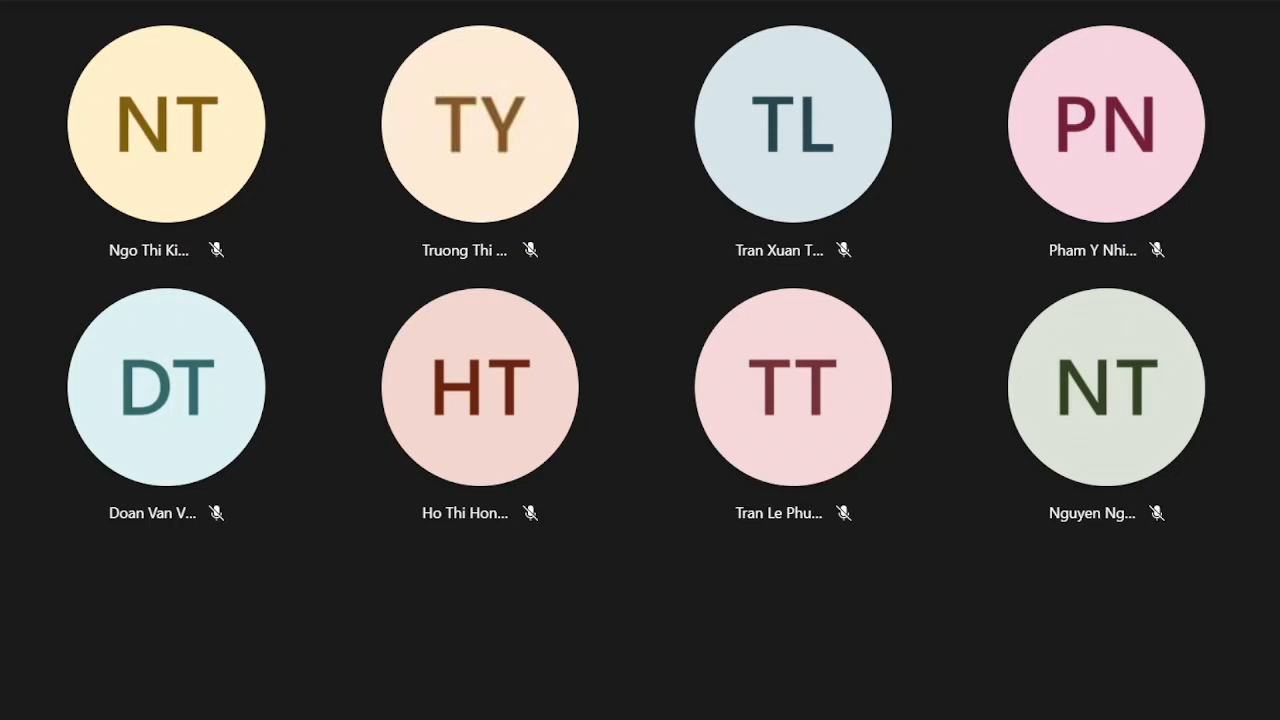 NT TY TL PN
Ngo Thi Ki... Truong Thi ... Tran Xuan T... Pham Y Nhi...
DT HT TT NT
Doan Van V... Ho Thi Hon... Tran Le Phu... Nguyen Ng...